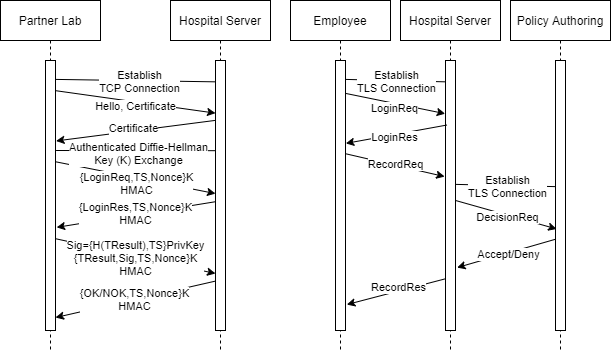 Partner Lab
Hospital Server
Employee
Hospital Server
Policy Authoring
Establish
TCP Connection
Hello, Certificate
Certificate
Authenticated Diffie-Hellman
Key (K) Exchange
{LoginReq,TS,Nonce}K
HMAC
{LoginRes,TS,Nonce}K
HMAC
Sig={H(TResult),TS}PrivKey
{TResult,Sig,TS,Nonce}K
HMAC
{OK/NOK,TS,Nonce}K
HMAC
Establish
TLS Connection
LoginReq
LoginRes
RecordReq
Establish
TLS Connection
DecisionReq
Accept/Deny
RecordRes